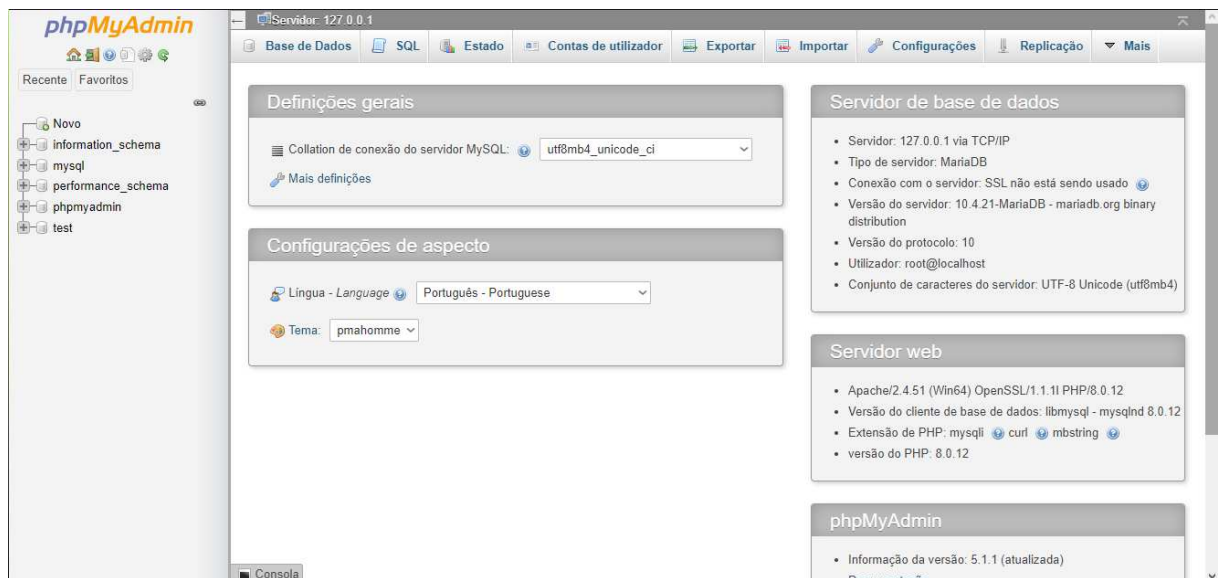 phpMyAdmin
Recente Favoritos
Novo
information_schema
mysql
performance_schema
phpmyadmin
test
Servidor: 127.0.0.1
Base de Dados SQL Estado Contas de utilizador Exportar Importar Configurações Replicação Mais
Definições gerais
Collation de conexão do servidor MySQL: utf8mb4_unicode_ci
Mais definições
Configurações de aspecto
Língua - Language Português - Portuguese
Tema: pmahomme
Servidor de base de dados
Servidor: 127.0.0.1 via TCP/IP
Tipo de servidor: MariaDB
Conexão com o servidor: SSL não está sendo usado
Versão do servidor: 10.4.21-MariaDB - mariadb.org binary
distribution
Versão do protocolo: 10
Utilizador: root@localhost
Conjunto de caracteres do servidor: UTF-8 Unicode (utf8mb4)
Servidor web
Apache/2.4.51 (Win64) OpenSSL/1.1.1l PHP/8.0.12
Versão do cliente de base de dados: libmysql - mysqlnd 8.0.12
Extensão de PHP: mysqli curl mbstring
versão do PHP: 8.0.12
phpMyAdmin
Informação da versão: 5.1.1 (atualizada)
Consola